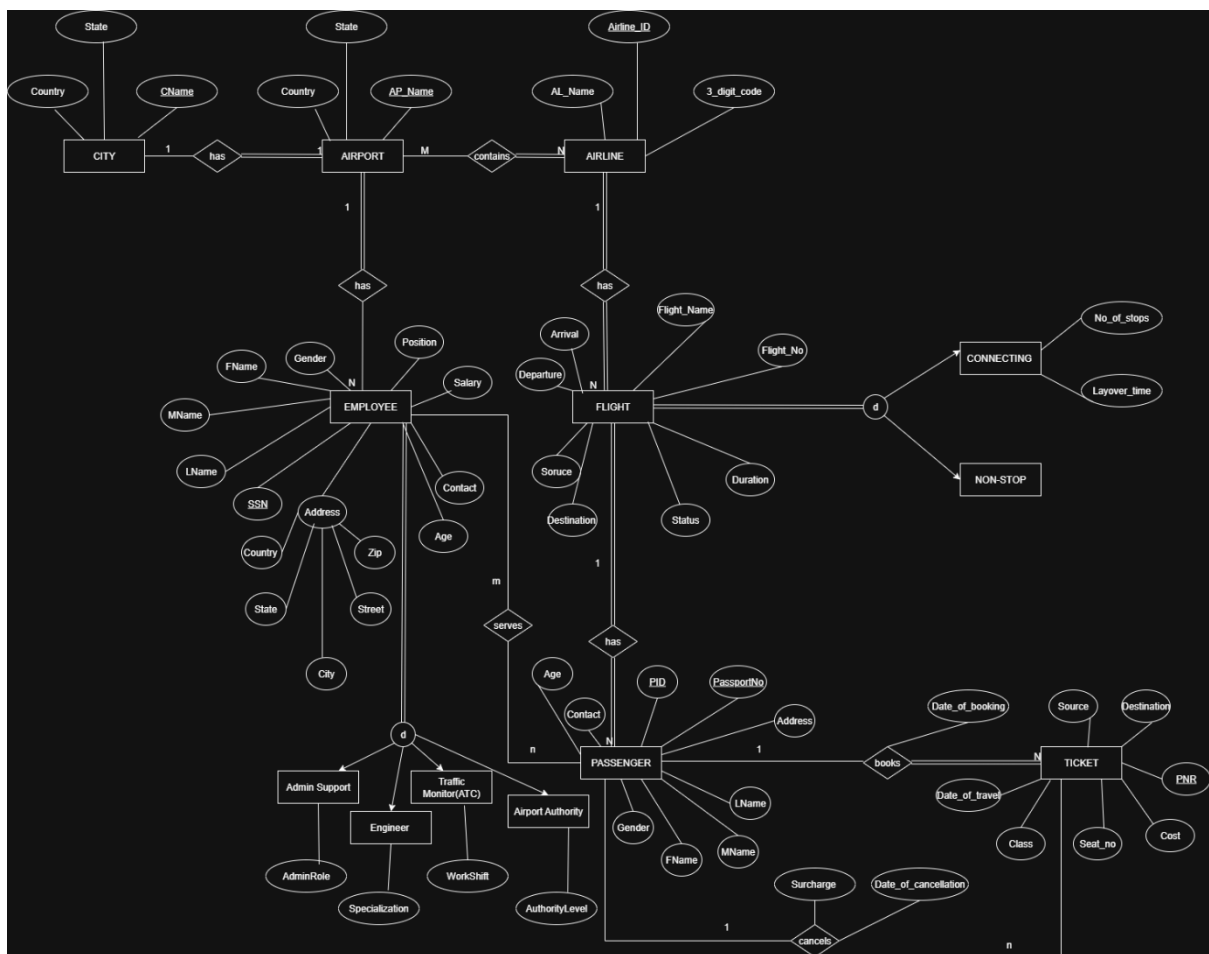 State
State
Airline_ID
Country
CName
Country
AP_Name
AL_Name
3_digit_code
CITY
1
has
1
AIRPORT
M
contains
N
AIRLINE
1
1
has
has
Flight_Name
No_of_stops
Arrival
Flight_No
Gender
Position
FName
CONNECTING
Departure
Salary
N
N
Layover_time
MName
EMPLOYEE
FLIGHT
d
LName
Soruce
Duration
NON-STOP
Contact
SSN
Address
Destination
Status
Age
Country
Zip
1
m
State
Street
serves
has
City
Age
PID
PassportNo
Date_of_booking
Source
Destination
Contact
Address
d
N
n
PASSENGER
1
books
N
TICKET
Admin Support
Traffic
Monitor(ATC)
PNR
Date_of_travel
Airport Authority
LName
Engineer
Gender
Class
Seat_no
Cost
MName
FName
AdminRole
WorkShift
Surcharge
Date_of_cancellation
Specialization
AuthorityLevel
1
cancels
n